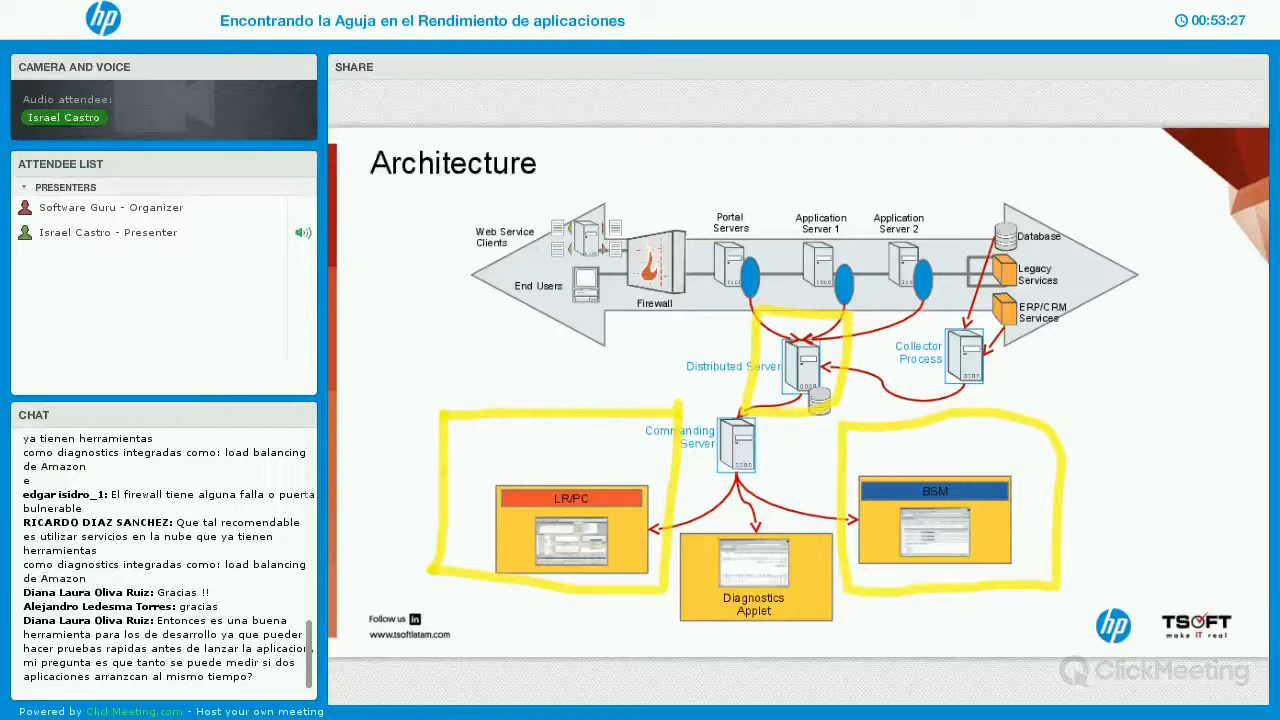 hp
Encontrando la Aguja en el Rendimiento de aplicaciones
00:53:27
CAMERA AND VOICE
Audio attendee:
Israel Castro
ATTENDEE LIST
PRESENTERS
Software Guru - Organizer
Israel Castro - Presenter
CHAT
ya tienen herramientas
como diagnostics integradas como: load balancing
de Amazon
e
edgar isidro_1: El firewall tiene alguna falla o puerta
bulnerable
RICARDO DIAZ SANCHEZ: Que tal recomendable
es utilizar servicios en la nube que ya tienen
herramientas
como diagnostics integradas como: load balancing
de Amazon
Diana Laura Oliva Ruiz: Gracias !!
Alejandro Ledesma Torres: gracias
Diana Laura Oliva Ruiz: Entonces es una buena
herramienta para los de desarrollo ya que pueder
hacer pruebas rapidas antes de lanzar la aplicacion,
mi pregunta es que tanto se puede medir si dos
aplicaciones arranzcan al mismo tiempo?
Powered by ClickMeeting.com - Host your own meeting
SHARE
Architecture
Web Service
Clients
End Users
Firewall
Portal
Servers
Application
Server 1
Application
Server 2
Database
Legacy
Services
ERP/CRM
Services
Distributed Server
Collector
Process
Commanding
Server
LR/PC
Diagnostics
Applet
BSM
Follow us in
www.tsoftlatam.com
hp
TSOFT
make IT real
ClickMeeting